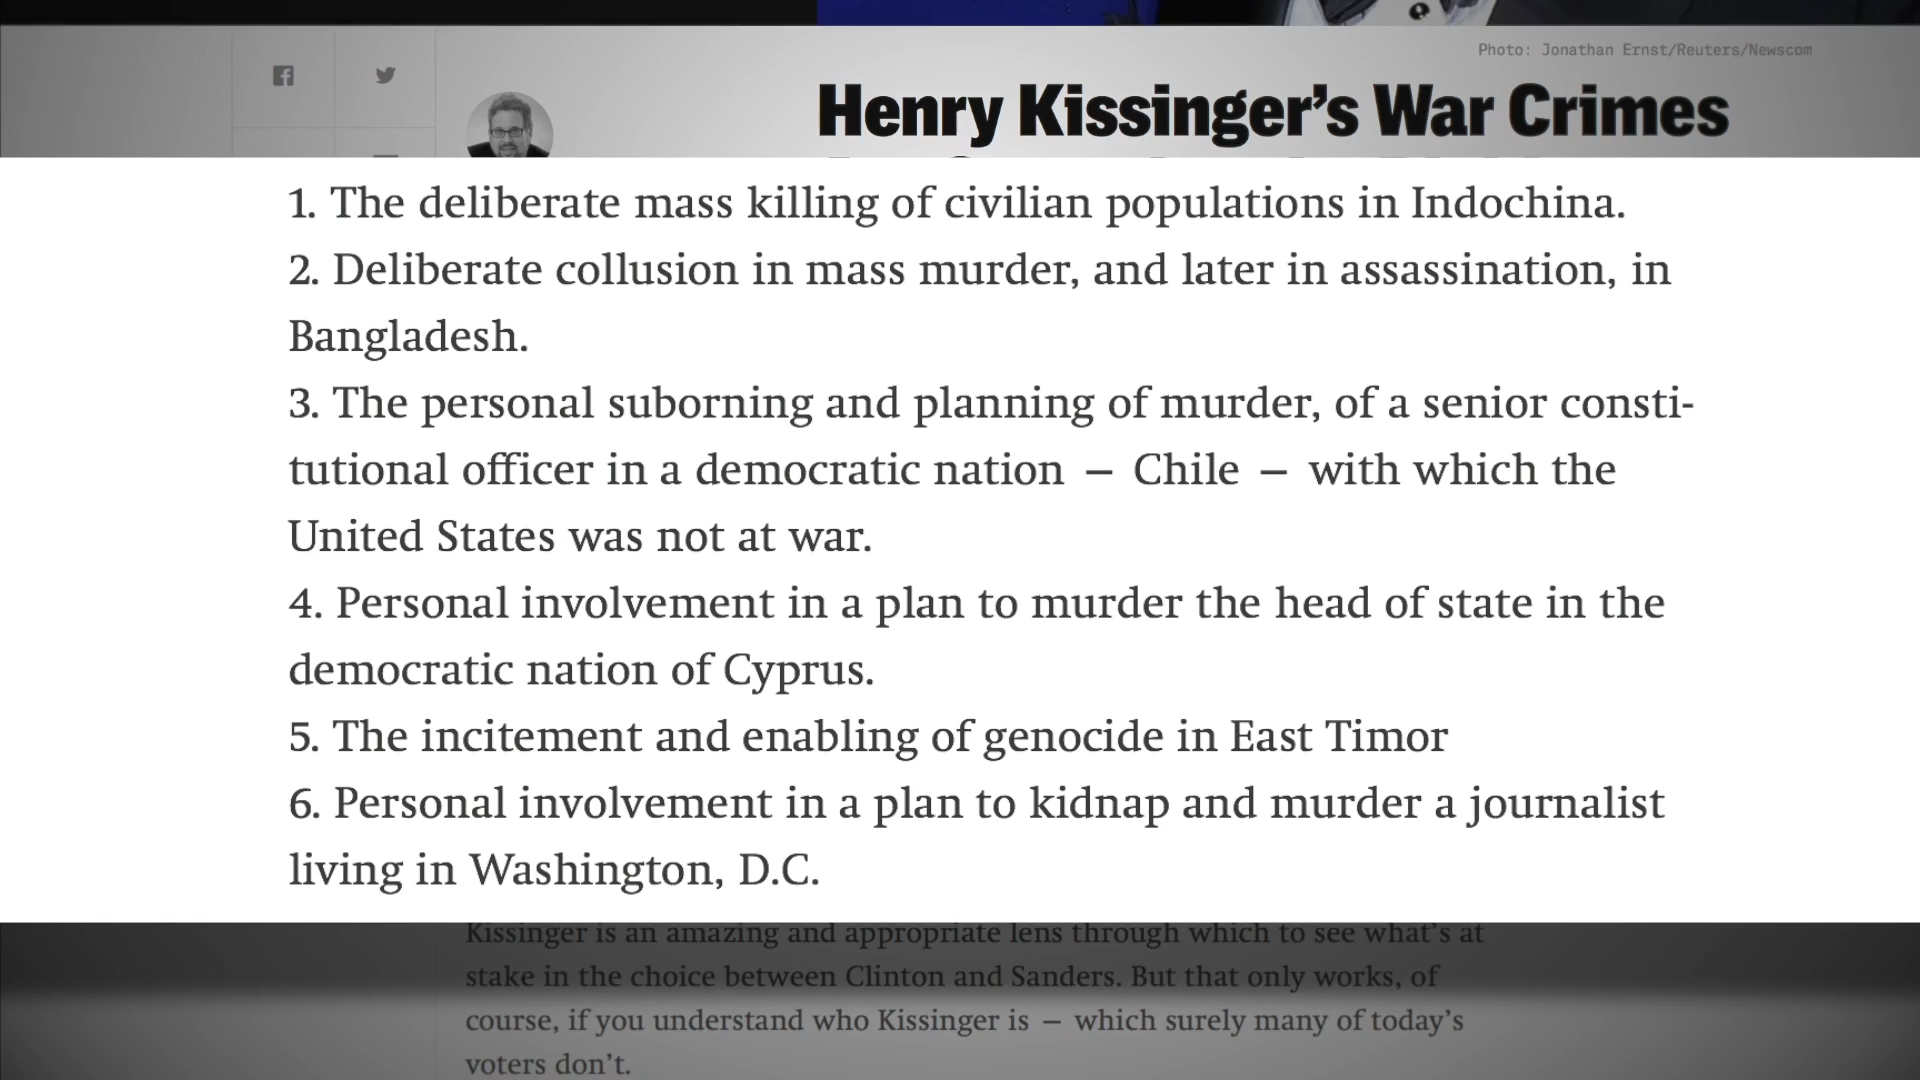 Photo: Jonathan Ernst/Reuters/Newscom
Henry Kissinger’s War Crimes
1. The deliberate mass killing of civilian populations in Indochina.
2. Deliberate collusion in mass murder, and later in assassination, in
Bangladesh.
3. The personal suborning and planning of murder, of a senior consti-
tutional officer in a democratic nation – Chile – with which the
United States was not at war.
4. Personal involvement in a plan to murder the head of state in the
democratic nation of Cyprus.
5. The incitement and enabling of genocide in East Timor
6. Personal involvement in a plan to kidnap and murder a journalist
living in Washington, D.C.
Kissinger is an amazing and appropriate lens through which to see what’s at
stake in the choice between Clinton and Sanders. But that only works, of
course, if you understand who Kissinger is – which surely many of today’s
voters don’t.